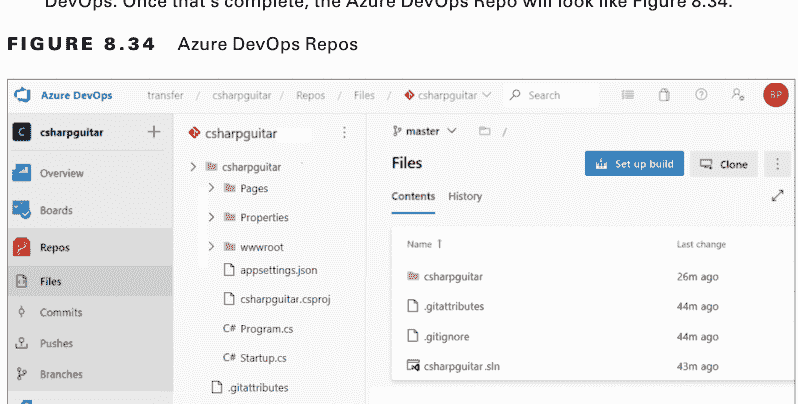 DevOps. Once that's complete, the Azure DevOps Repo will look like Figure 8.34.
FIGURE 8.34 Azure DevOps Repos
Azure DevOps transfer / csharpguitar / Repos / Files / csharpguitar Search BP
C csharpguitar +
Overview
Boards
Repos
Files
Commits
Pushes
Branches
csharpguitar
csharpguitar
Pages
Properties
wwwroot
appsettings.json
csharpguitar.csproj
C# Program.cs
C# Startup.cs
.gitattributes
master /
Files
Set up build Clone
Contents History
Name ↑ Last change
csharpguitar 26m ago
.gitattributes 44m ago
.gitignore 44m ago
csharpguitar.sln 43m ago